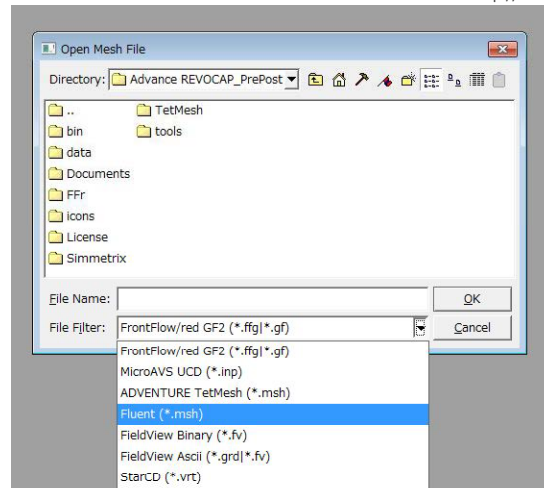 Open Mesh File
Directory: Advance REVOCAP_PrePost
.. TetMesh
bin tools
data
Documents
FFr
icons
License
Simmetrix
File Name: OK
File Filter: FrontFlow/red GF2 (*.ffg|*.gf) Cancel
FrontFlow/red GF2 (*.ffg|*.gf)
MicroAVS UCD (*.inp)
ADVENTURE TetMesh (*.msh)
Fluent (*.msh)
FieldView Binary (*.fv)
FieldView Ascii (*.grd|*.fv)
StarCD (*.vrt)